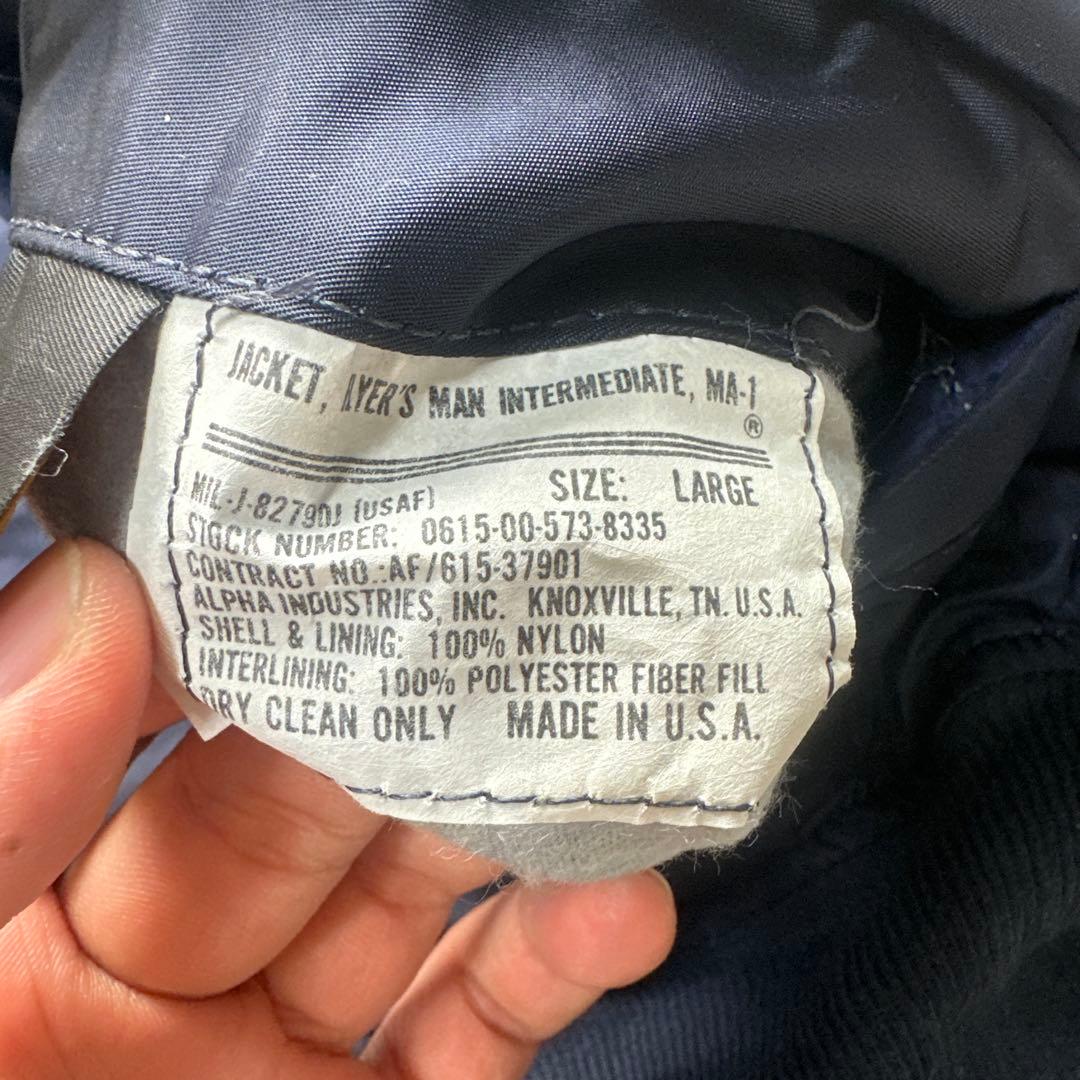 JACKET, LYER'S MAN INTERMEDIATE, MA-1
®
MIL-J-8279DJ (USAF) SIZE: LARGE
STOCK NUMBER: 0615-00-573-8335
CONTRACT NO.:AF/615-37901
ALPHA INDUSTRIES, INC. KNOXVILLE, TN. U.S.A.
SHELL & LINING: 100% NYLON
INTERLINING: 100% POLYESTER FIBER FILL
DRY CLEAN ONLY MADE IN U.S.A.